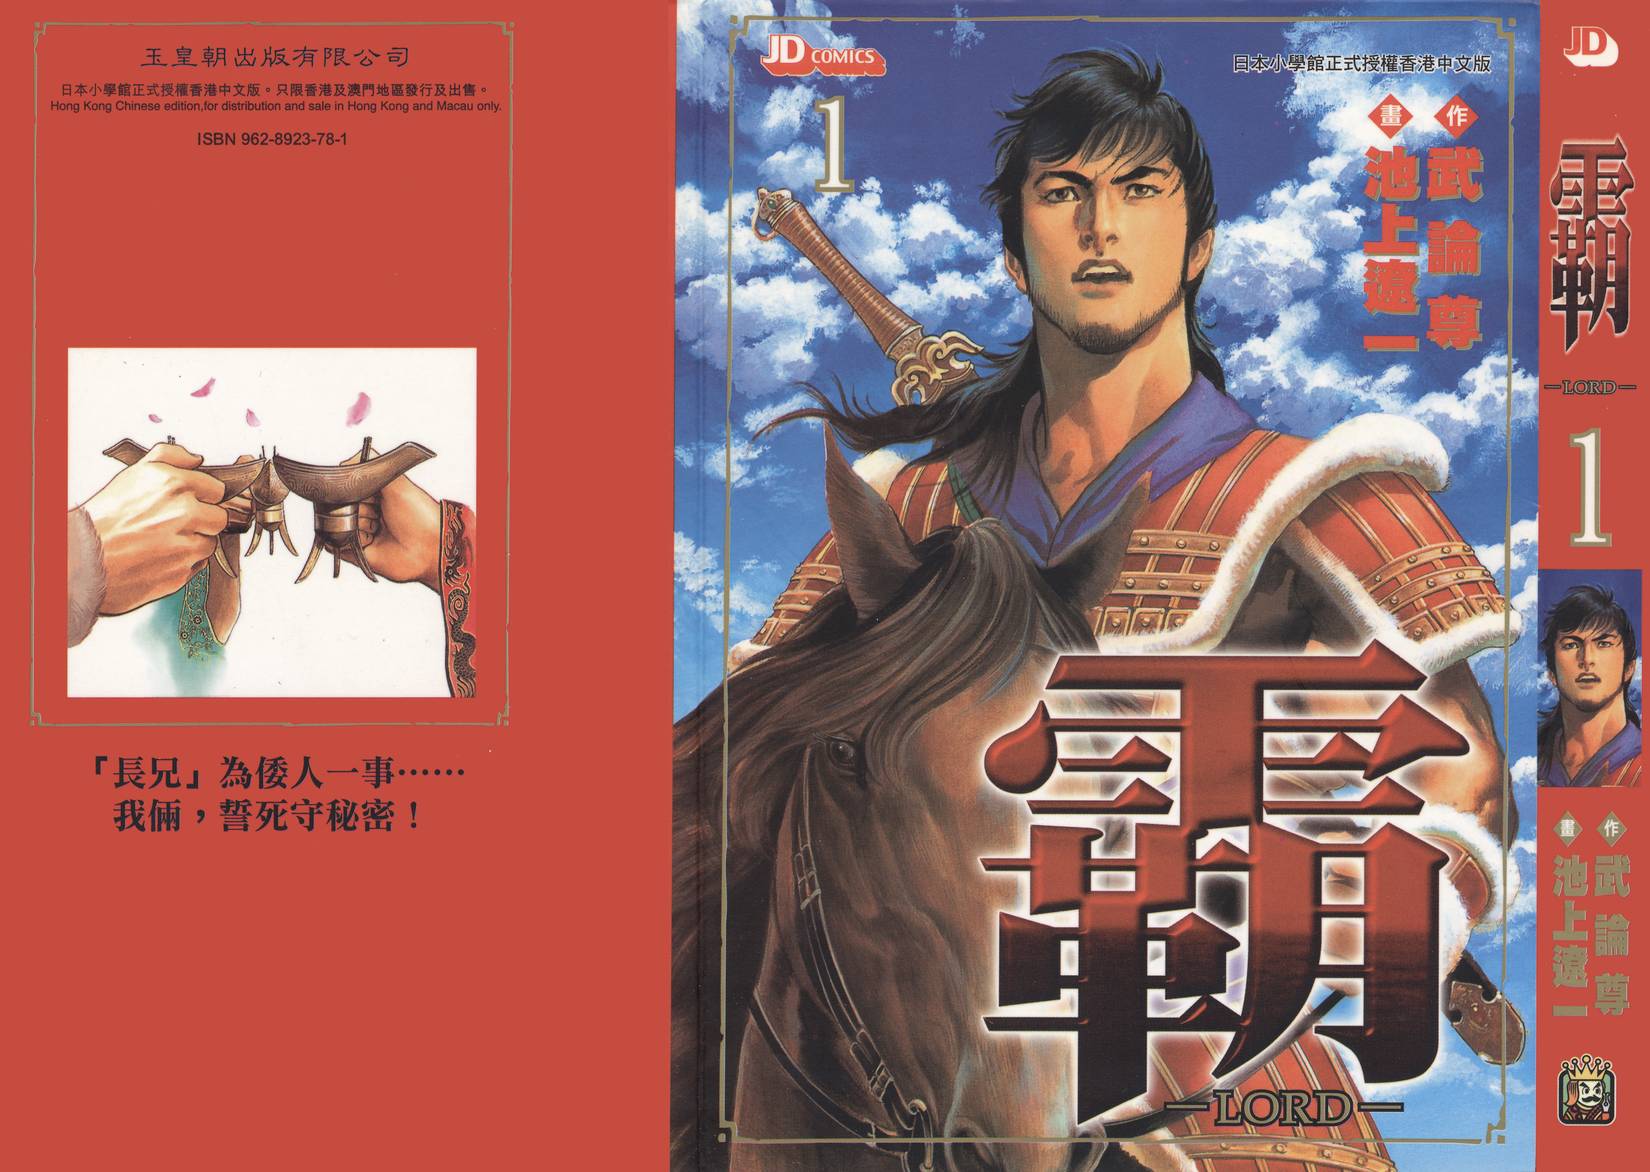 玉皇朝出版有限公司
日本小學館正式授權香港中文版。只限香港及澳門地區發行及出售。
Hong Kong Chinese edition,for distribution and sale in Hong Kong and Macau only.
ISBN 962-8923-78-1
「長兄」為倭人一事⋯⋯
我倆，誓死守秘密！
JD COMICS
日本小學館正式授權香港中文版
1
作
武論尊
畫
池上遼一
霸
LORD
JD
霸
LORD
1
作
武論尊
畫
池上遼一